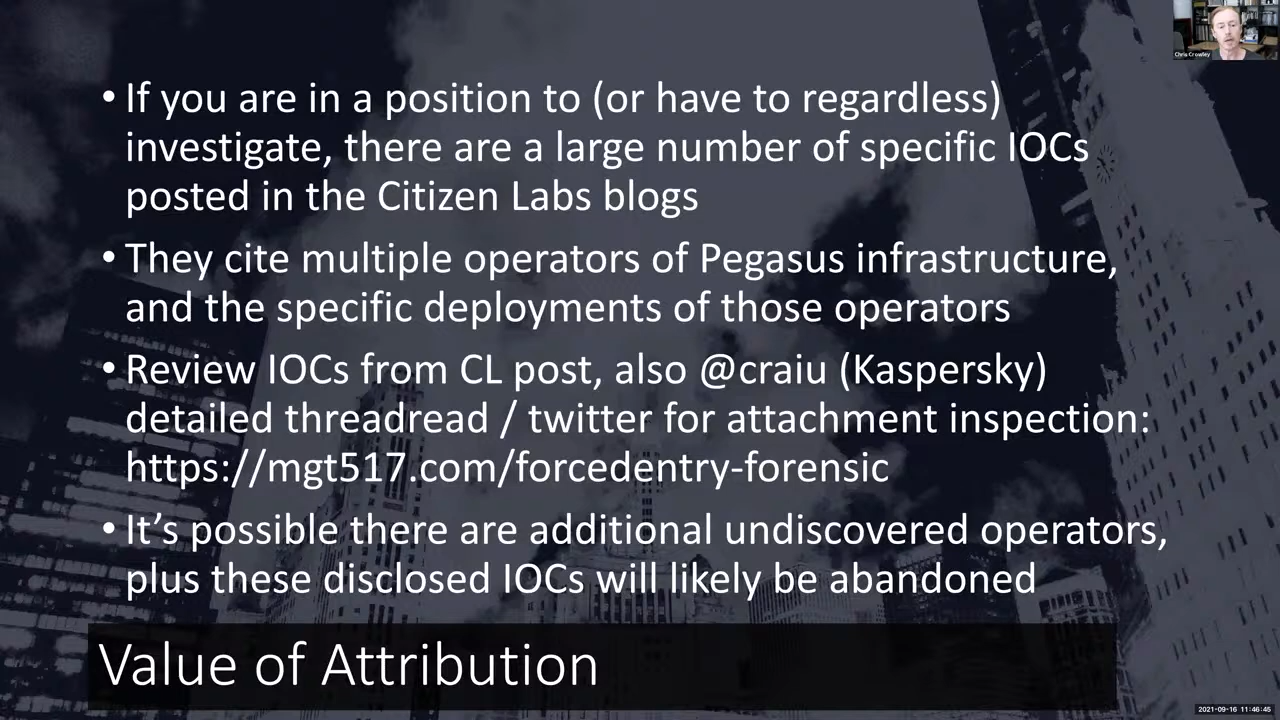 Chris Crowley
• If you are in a position to (or have to regardless)
investigate, there are a large number of specific IOCs
posted in the Citizen Labs blogs
• They cite multiple operators of Pegasus infrastructure,
and the specific deployments of those operators
• Review IOCs from CL post, also @craiu (Kaspersky)
detailed threadread / twitter for attachment inspection:
https://mgt517.com/forcedentry-forensic
• It’s possible there are additional undiscovered operators,
plus these disclosed IOCs will likely be abandoned
Value of Attribution
2021-09-16 11:46:45